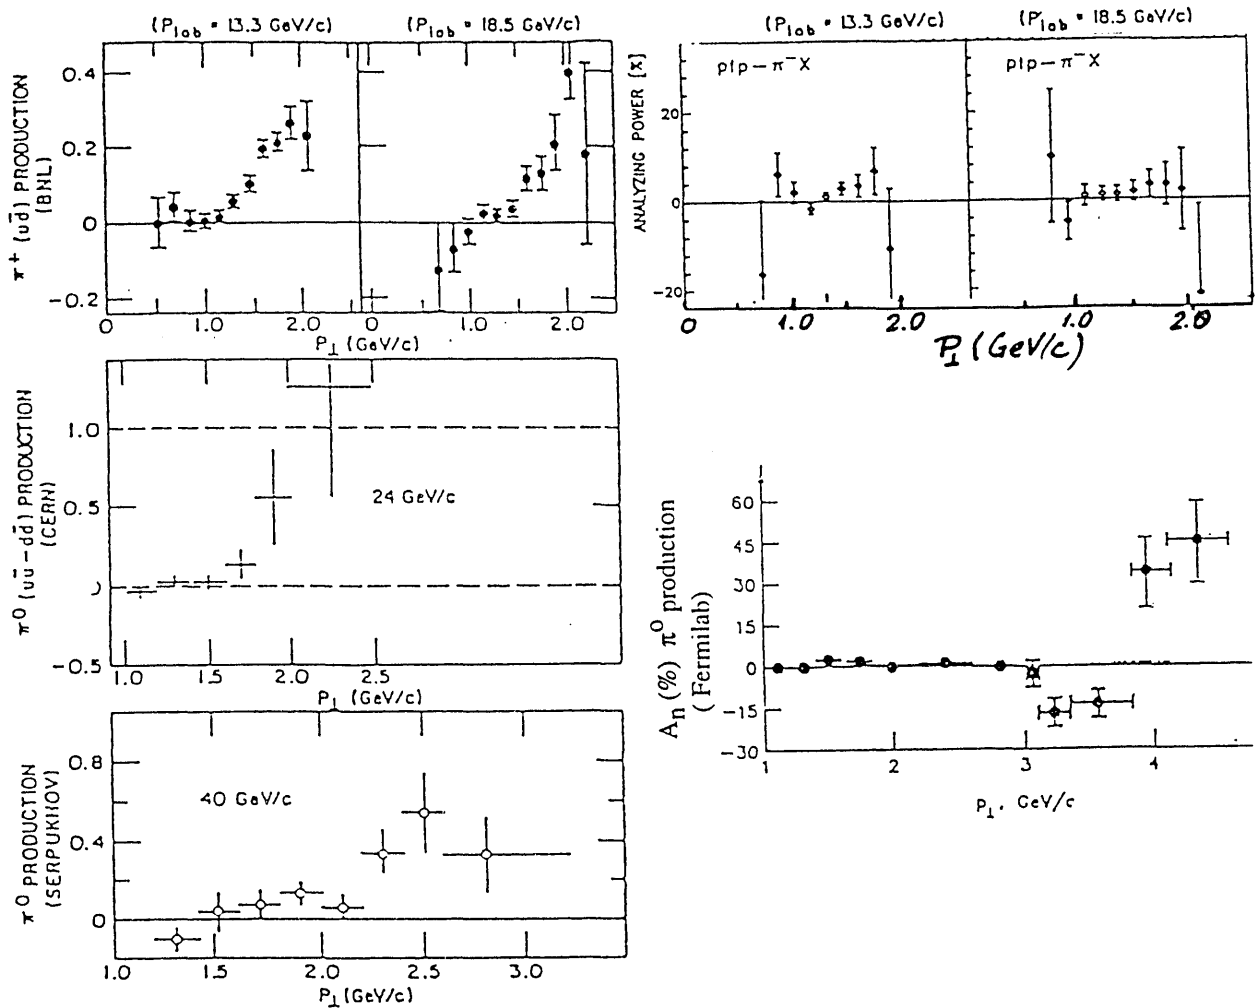 (P lab = 13.3 GeV/c) (P lab = 18.5 GeV/c)
π+ (ud̄) PRODUCTION
(BNL)
0.4
0.2
0
-0.2
0 1.0 2.0 0 1.0 2.0
P⊥ (GeV/c)
(P lab = 13.3 GeV/c) (P lab = 18.5 GeV/c)
ANALYZING POWER [%]
p↑p – π⁻X p↑p – π⁻X
20
0
-20
0 1.0 2.0 1.0 2.0
P⊥ (GeV/c)
π0 (uū – dd̄) PRODUCTION
(CERN)
1.0
0.5
-0.5
24 GeV/c
1.0 1.5 2.0 2.5
P⊥ (GeV/c)
π0 PRODUCTION
(SERPUKHOV)
0.8
0.4
0
40 GeV/c
1.0 1.5 2.0 2.5 3.0
P⊥ (GeV/c)
An (%) π0 production
( Fermilab)
60
45
30
15
0
-15
-30
1 2 3 4
P⊥, GeV/c